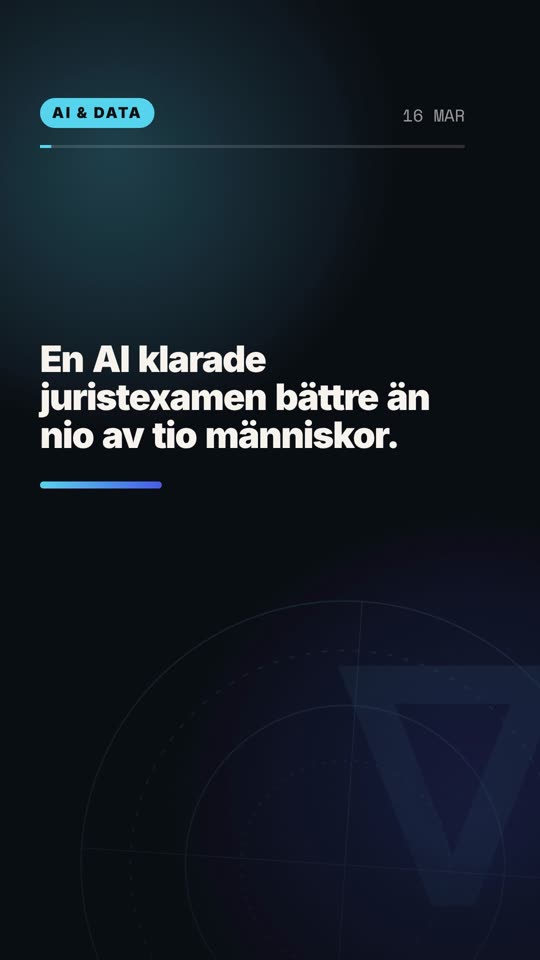 AI & DATA
16 MAR
En AI klarade
juristexamen bättre än
nio av tio människor.